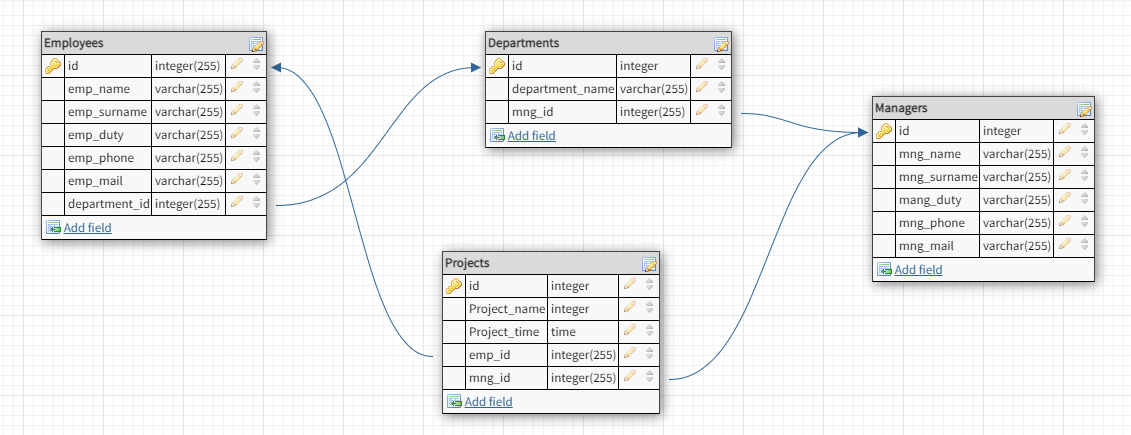 Employees
id integer(255)
emp_name varchar(255)
emp_surname varchar(255)
emp_duty varchar(255)
emp_phone varchar(255)
emp_mail varchar(255)
department_id integer(255)
Add field
Departments
id integer
department_name varchar(255)
mng_id integer(255)
Add field
Managers
id integer
mng_name varchar(255)
mng_surname varchar(255)
mang_duty varchar(255)
mng_phone varchar(255)
mng_mail varchar(255)
Add field
Projects
id integer
Project_name integer
Project_time time
emp_id integer(255)
mng_id integer(255)
Add field